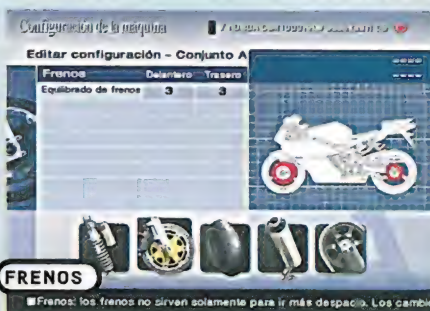 Configuración de la máquina
Editar configuración - Conjunto A
Frenos Delantero Trasero
Equilibrado de frenos 3 3
FRENOS
■Frenos: los frenos no sirven solamente para ir más despacio. Los cambio